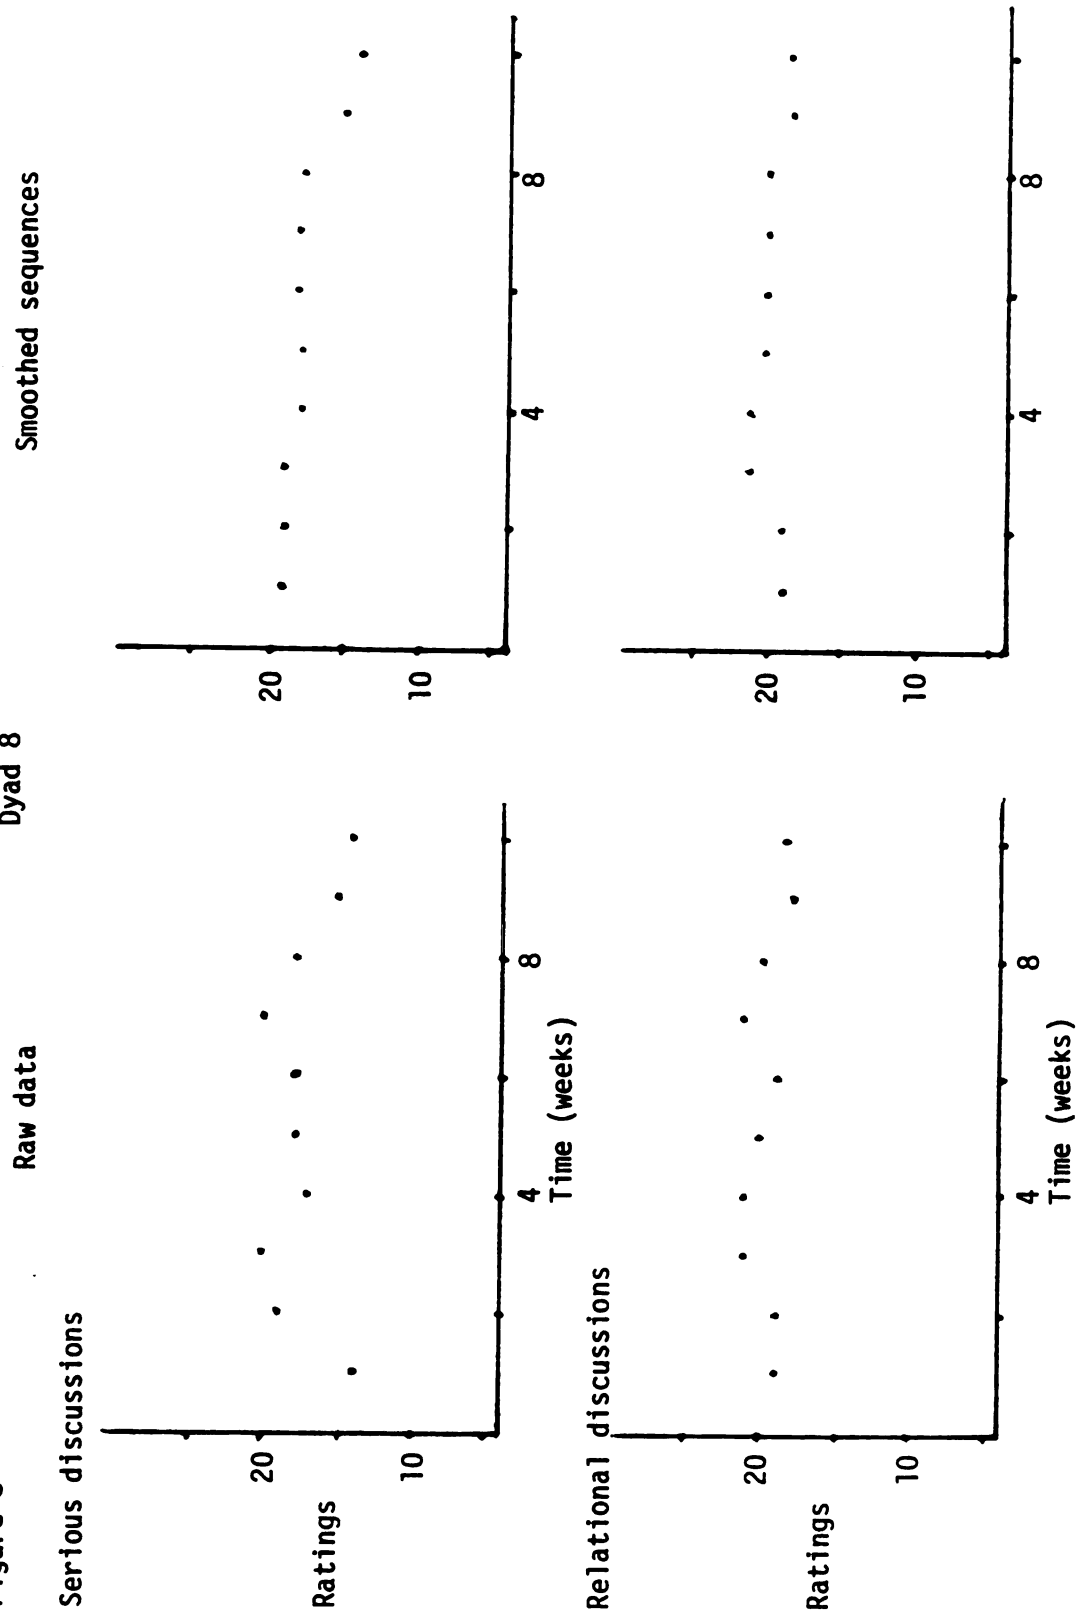 Dyad 8
Raw data
Smoothed sequences
Serious discussions
20
10
Ratings
4
8
Time (weeks)
20
10
4
8
Relational discussions
20
10
Ratings
4
8
Time (weeks)
20
10
4
8